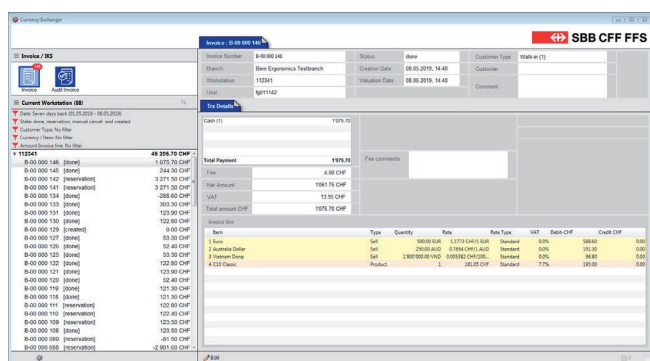 Currency Exchanger
Invoice : B-00 000 146
SBB CFF FFS
Invoice / IKS
Invoice
Audit Invoice
Invoice Number B-00 000 146 Status done Customer Type Walk-in (1)
Branch Bern Ergonomics Testbranch Creation Date 08.05.2019, 14:40 Customer
Workstation 112341 Valuation Date 08.05.2019, 14:40 Comment
User fg011142
Current Workstation (88)
Date: Seven days back (01.05.2019 - 08.05.2019)
State: done, reservation, manual cancel and created
Customer Type: No filter
Currency / Item: No filter
Amount Invoice line: No filter
112341 45 205.70 CHF
B-00 000 146 [done] 1 075.70 CHF
B-00 000 145 [done] 244.30 CHF
B-00 000 142 [reservation] 3 271.50 CHF
B-00 000 141 [reservation] 3 271.50 CHF
B-00 000 134 [done] -288.60 CHF
B-00 000 133 [done] 303.30 CHF
B-00 000 131 [done] 123.90 CHF
B-00 000 130 [done] 122.80 CHF
B-00 000 129 [created] 0.00 CHF
B-00 000 127 [done] 53.30 CHF
B-00 000 126 [done] 52.40 CHF
B-00 000 125 [done] 53.30 CHF
B-00 000 122 [done] 122.80 CHF
B-00 000 121 [done] 123.90 CHF
B-00 000 120 [done] 52.40 CHF
B-00 000 119 [done] 121.30 CHF
B-00 000 118 [done] 121.30 CHF
B-00 000 111 [reservation] 122.80 CHF
B-00 000 110 [reservation] 122.40 CHF
B-00 000 109 [reservation] 123.50 CHF
B-00 000 108 [done] 123.50 CHF
B-00 000 089 [reservation] -81.50 CHF
B-00 000 088 [reservation] -2 901.60 CHF
Trx Details
Cash (1) 1'075.70
Total Payment 1'075.70
Fee 4.00 CHF
Fee comments
Net Amount 1'061.75 CHF
VAT 13.95 CHF
Total amount CHF 1'075.70 CHF
Invoice line
Item Type Quantity Rate Rate Type VAT Debit-CHF Credit CHF
1 Euro Sell 500.00 EUR 1.1773 CHF/1 EUR Standard 0.0% 588.60 0.00
2 Australia Dollar Sell 250.00 AUD 0.7654 CHF/1 AUD Standard 0.0% 191.30 0.00
3 Vietnam Dong Sell 1'800'000.00 VND 0.005382 CHF/100... Standard 0.0% 96.80 0.00
4 C10 Classic Product 1 181.05 CHF Standard 7.7% 195.00 0.00
Edit